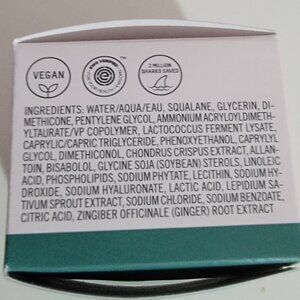 VEGAN
EWG VERIFIED
2 MILLION
SHARKS SAVED
INGREDIENTS: WATER/AQUA/EAU, SQUALANE, GLYCERIN, DI-
METHICONE, PENTYLENE GLYCOL, AMMONIUM ACRYLOYLDIMETH-
YLTAURATE/VP COPOLYMER, LACTOCOCCUS FERMENT LYSATE,
CAPRYLIC/CAPRIC TRIGLYCERIDE, PHENOXYETHANOL, CAPRYLYL
GLYCOL, DIMETHICONOL, CHONDRUS CRISPUS EXTRACT, ALLAN-
TOIN, BISABOLOL, GLYCINE SOJA (SOYBEAN) STEROLS, LINOLEIC
ACID, PHOSPHOLIPIDS, SODIUM PHYTATE, LECITHIN, SODIUM HY-
DROXIDE, SODIUM HYALURONATE, LACTIC ACID, LEPIDIUM SA-
TIVUM SPROUT EXTRACT, SODIUM CHLORIDE, SODIUM BENZOATE,
CITRIC ACID, ZINGIBER OFFICINALE (GINGER) ROOT EXTRACT